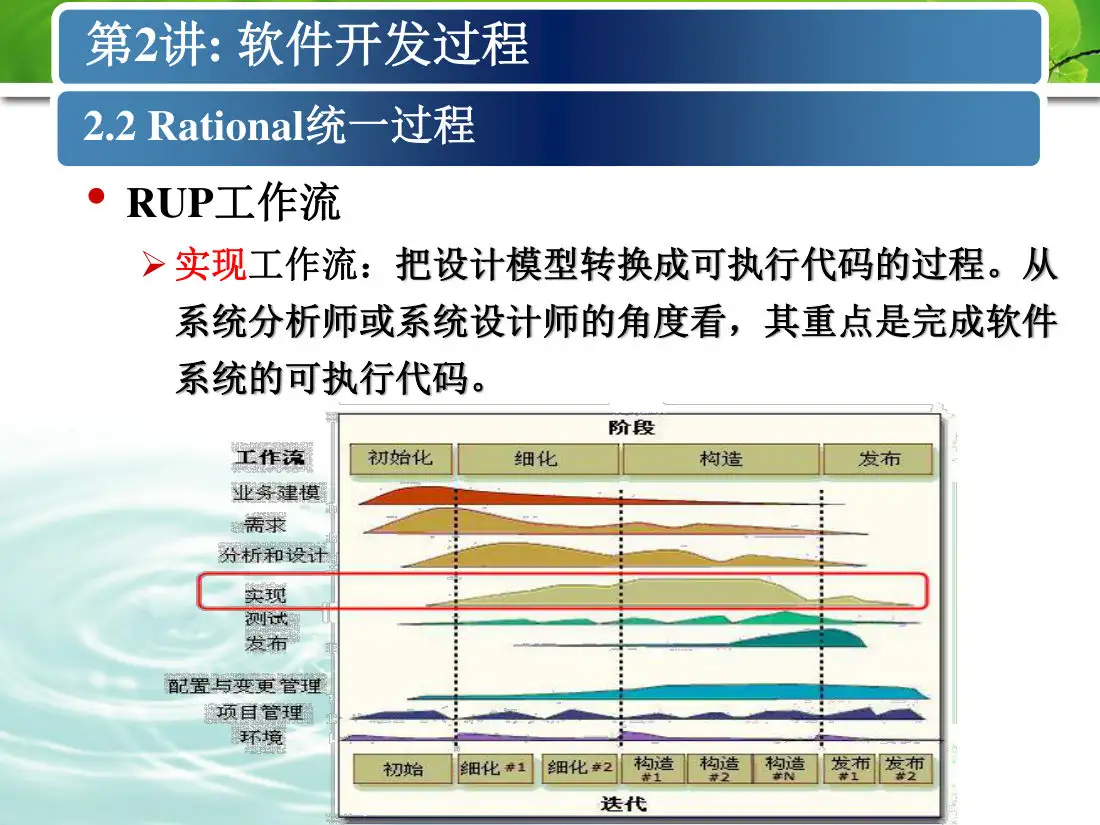 第2讲: 软件开发过程
2.2 Rational统一过程
• RUP工作流
➢ 实现工作流：把设计模型转换成可执行代码的过程。从
系统分析师或系统设计师的角度看，其重点是完成软件
系统的可执行代码。
阶段
工作流 初始化 细化 构造 发布
业务建模
需求
分析和设计
实现
测试
发布
配置与变更管理
项目管理
环境
初始 细化 #1 细化 #2 构造 #1 构造 #2 构造 #N 发布 #1 发布 #2
迭代